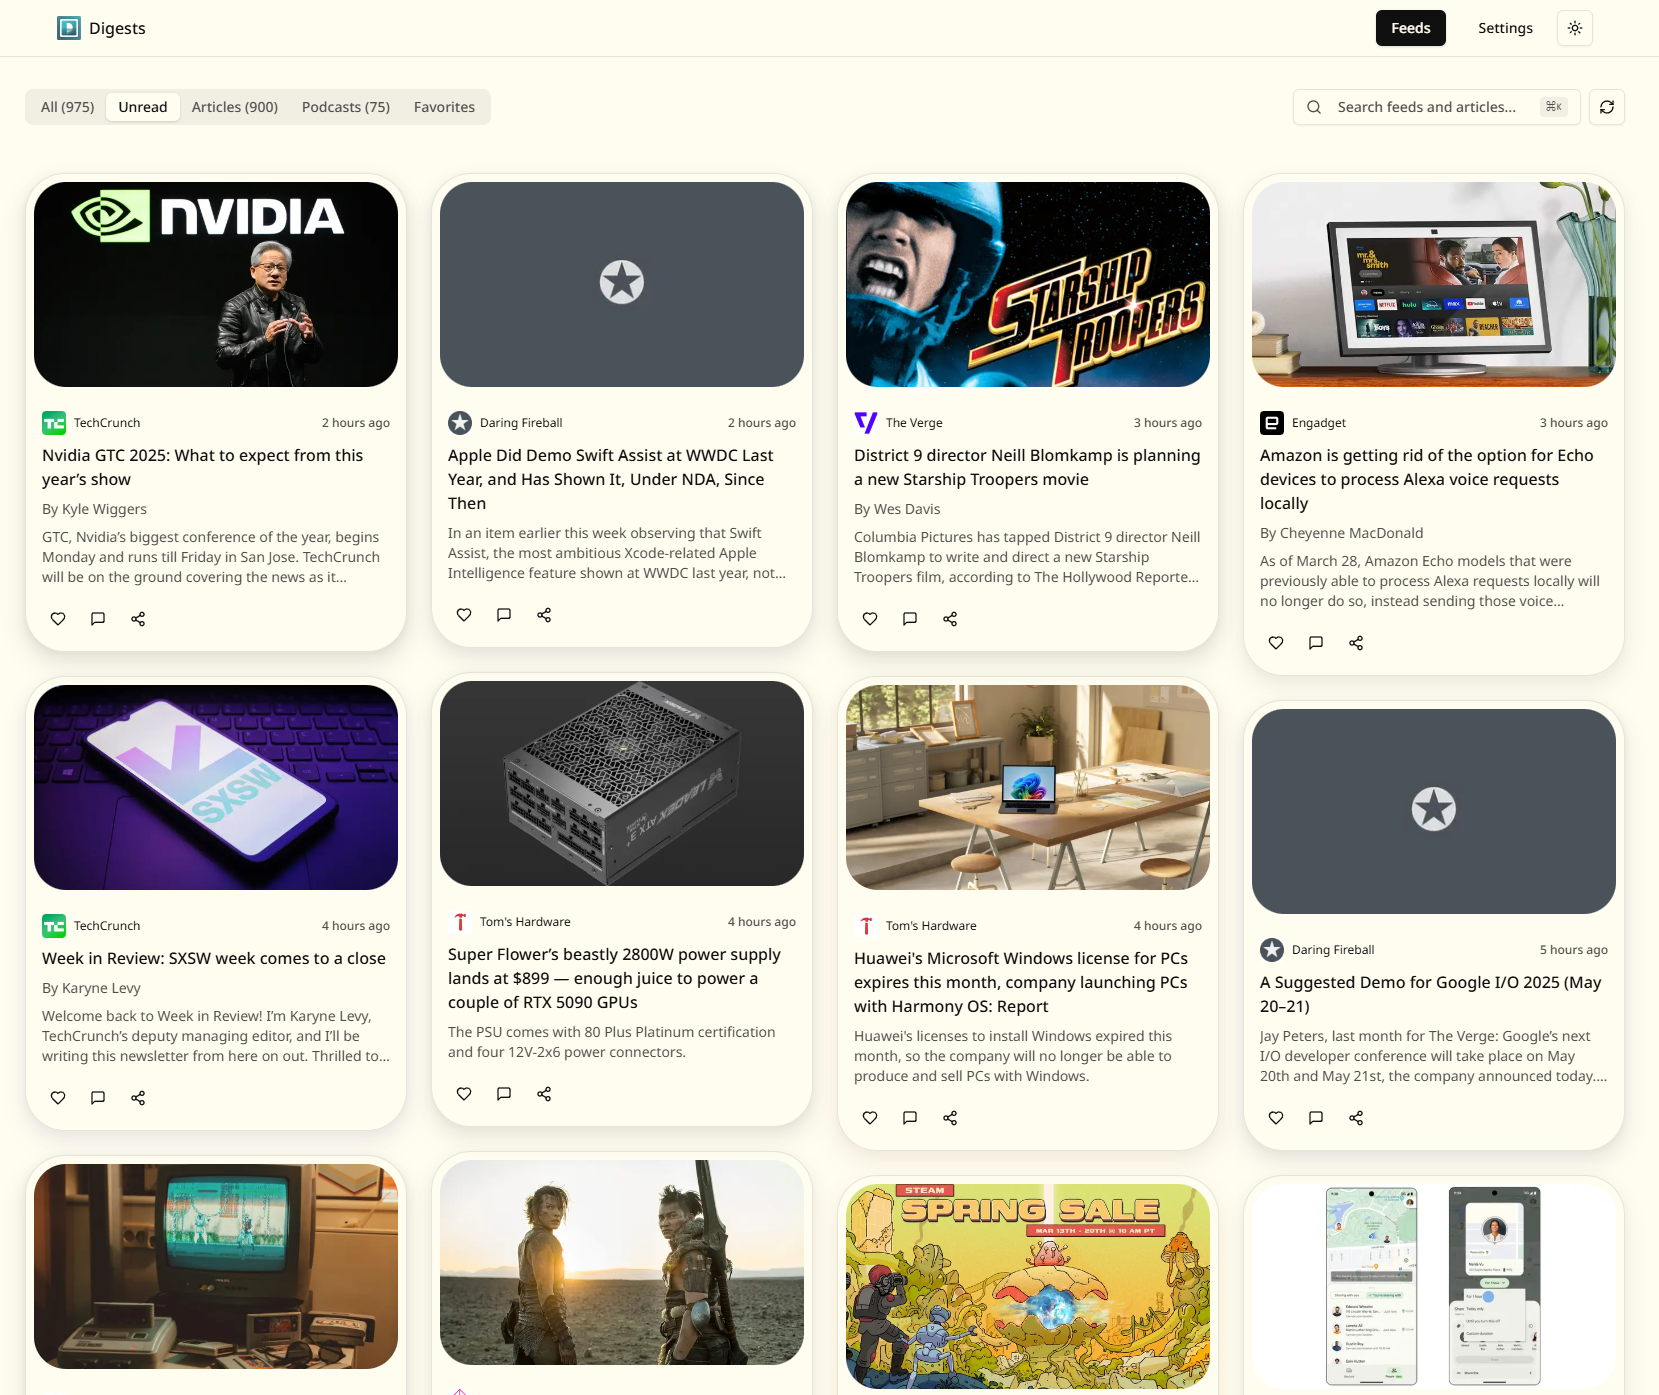 Digests
Feeds
Settings
All (975)
Unread
Articles (900)
Podcasts (75)
Favorites
Search feeds and articles...
⌘K
NVIDIA
TechCrunch
2 hours ago
Nvidia GTC 2025: What to expect from this
year’s show
By Kyle Wiggers
GTC, Nvidia’s biggest conference of the year, begins
Monday and runs till Friday in San Jose. TechCrunch
will be on the ground covering the news as it…
Daring Fireball
2 hours ago
Apple Did Demo Swift Assist at WWDC Last
Year, and Has Shown It, Under NDA, Since
Then
In an item earlier this week observing that Swift
Assist, the most ambitious Xcode-related Apple
Intelligence feature shown at WWDC last year, not…
STARSHIP
TROOPERS
The Verge
3 hours ago
District 9 director Neill Blomkamp is planning
a new Starship Troopers movie
By Wes Davis
Columbia Pictures has tapped District 9 director Neill
Blomkamp to write and direct a new Starship
Troopers film, according to The Hollywood Reporte…
mr.&
mrs.
smith
NETFLIX
hulu
max
REACHER
Engadget
3 hours ago
Amazon is getting rid of the option for Echo
devices to process Alexa voice requests
locally
By Cheyenne MacDonald
As of March 28, Amazon Echo models that were
previously able to process Alexa requests locally will
no longer do so, instead sending those voice…
SXSW
TechCrunch
4 hours ago
Week in Review: SXSW week comes to a close
By Karyne Levy
Welcome back to Week in Review! I’m Karyne Levy,
TechCrunch’s deputy managing editor, and I’ll be
writing this newsletter from here on out. Thrilled to…
LEADEX
Tom's Hardware
4 hours ago
Super Flower’s beastly 2800W power supply
lands at $899 — enough juice to power a
couple of RTX 5090 GPUs
The PSU comes with 80 Plus Platinum certification
and four 12V-2x6 power connectors.
Tom's Hardware
4 hours ago
Huawei's Microsoft Windows license for PCs
expires this month, company launching PCs
with Harmony OS: Report
Huawei's licenses to install Windows expired this
month, so the company will no longer be able to
produce and sell PCs with Windows.
Daring Fireball
5 hours ago
A Suggested Demo for Google I/O 2025 (May
20–21)
Jay Peters, last month for The Verge: Google’s next
I/O developer conference will take place on May
20th and May 21st, the company announced today.…
STEAM
SPRING SALE
MAR 13TH - 20TH @ 10 AM PT